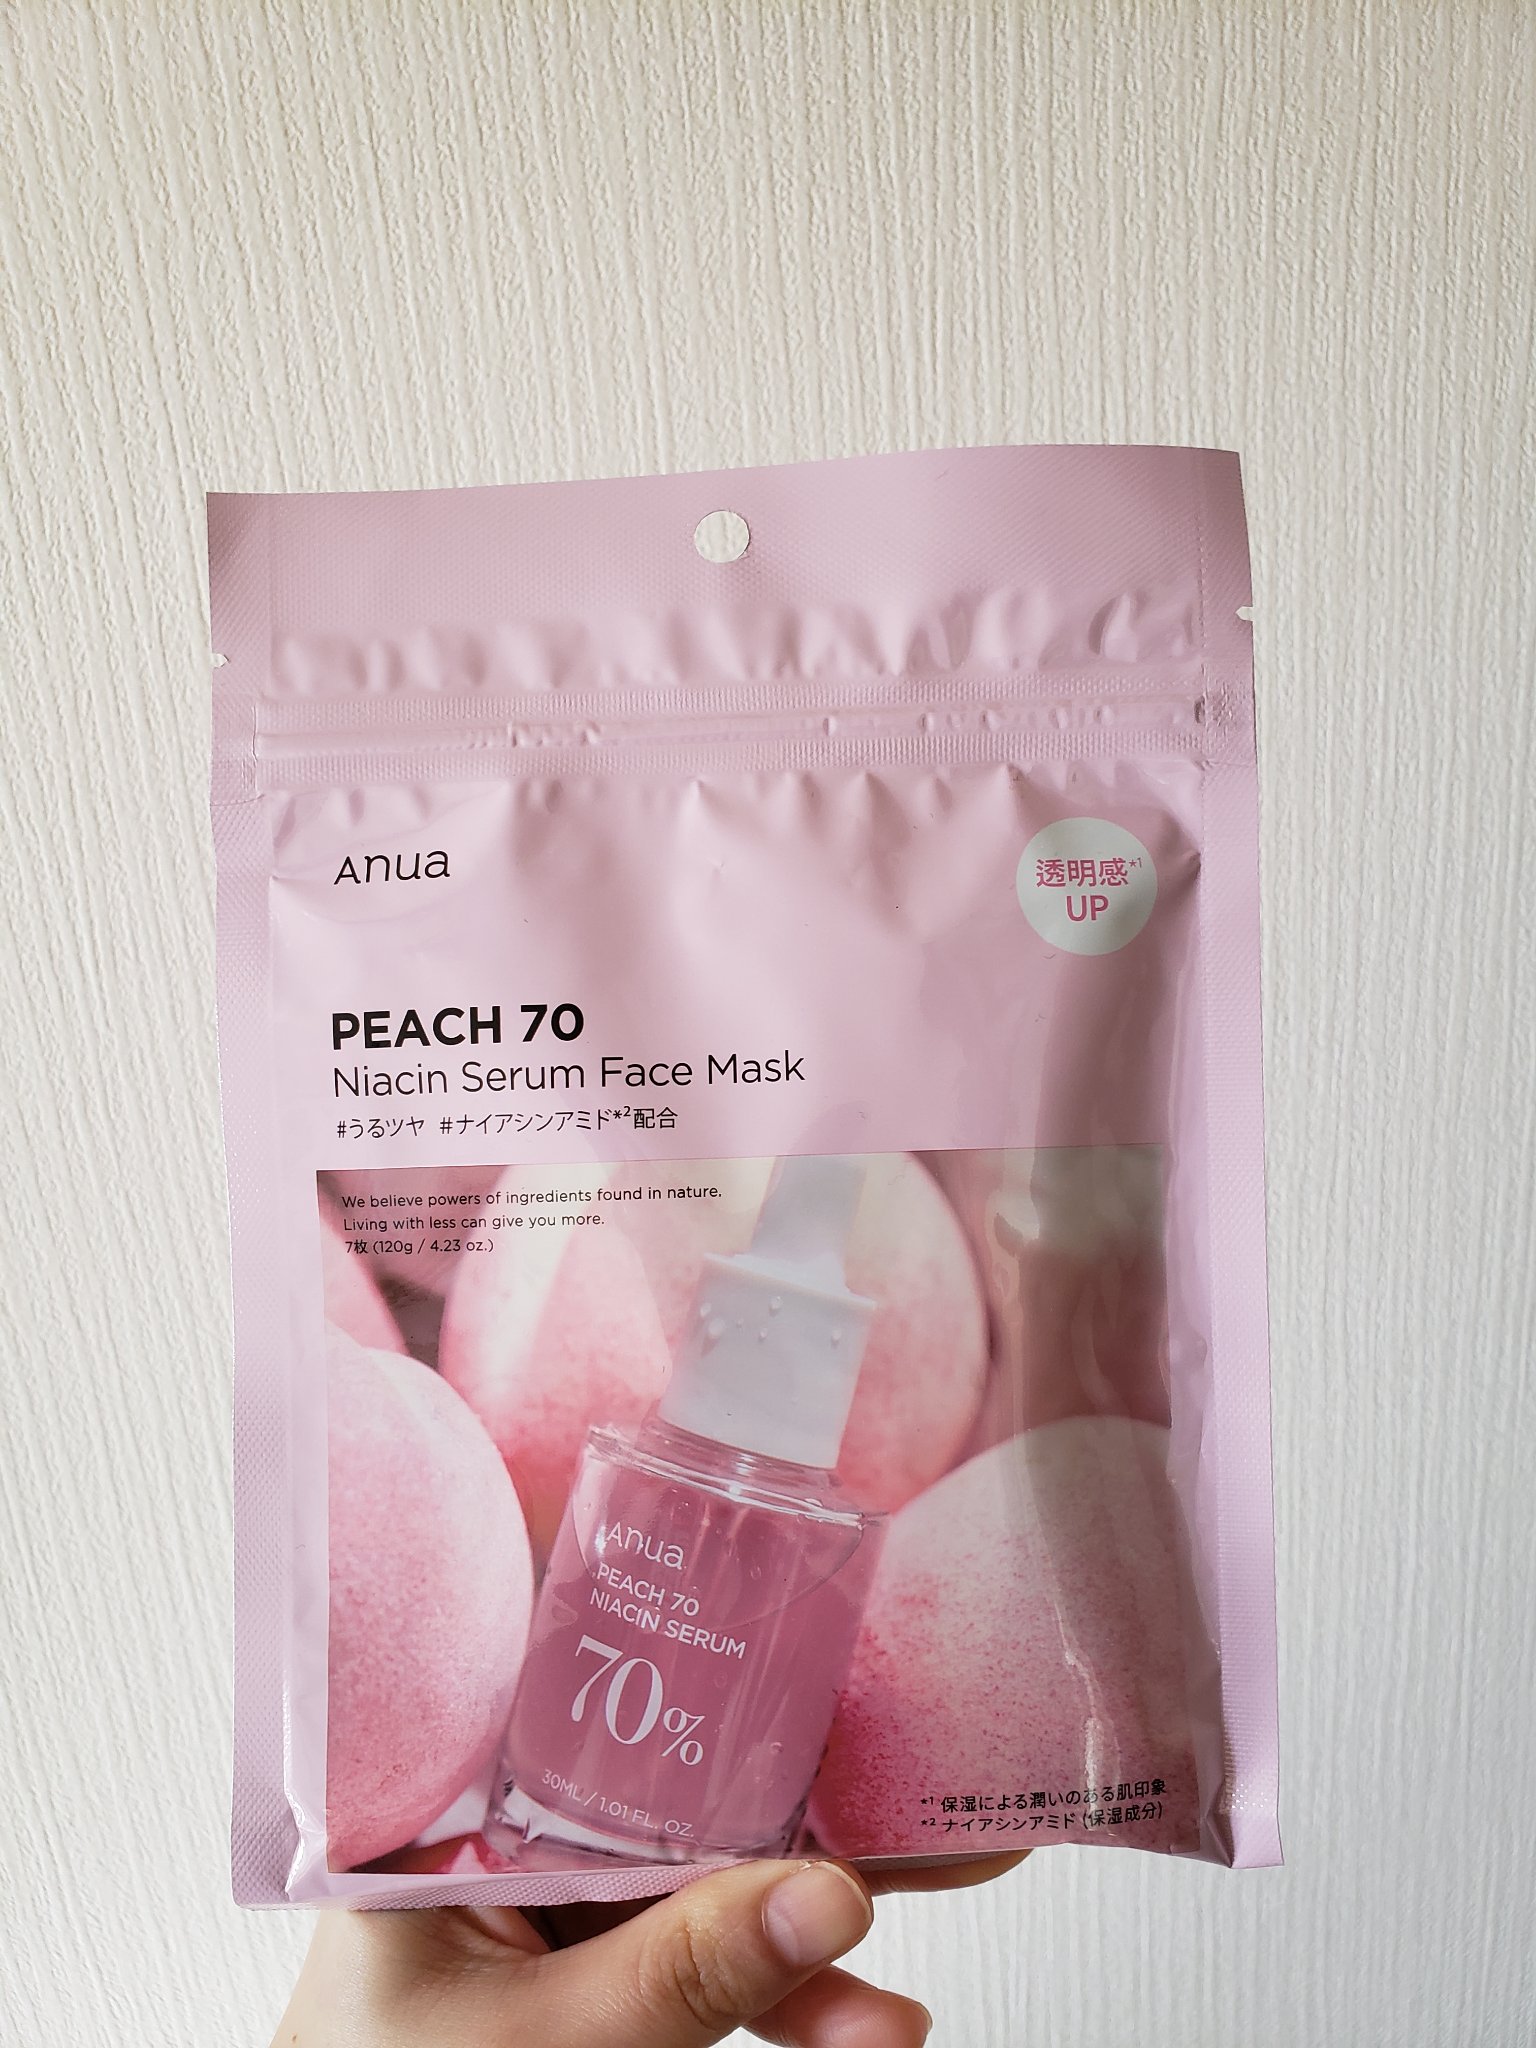 Anua
透明感*1
UP
PEACH 70
Niacin Serum Face Mask
#うるツヤ #ナイアシンアミド*2配合
We believe powers of ingredients found in nature.
Living with less can give you more.
7枚 (120g / 4.23 oz.)
Anua
PEACH 70
NIACIN SERUM
70%
30ML / 1.01 FL. OZ.
*1 保湿による潤いのある肌印象
*2 ナイアシンアミド (保湿成分)